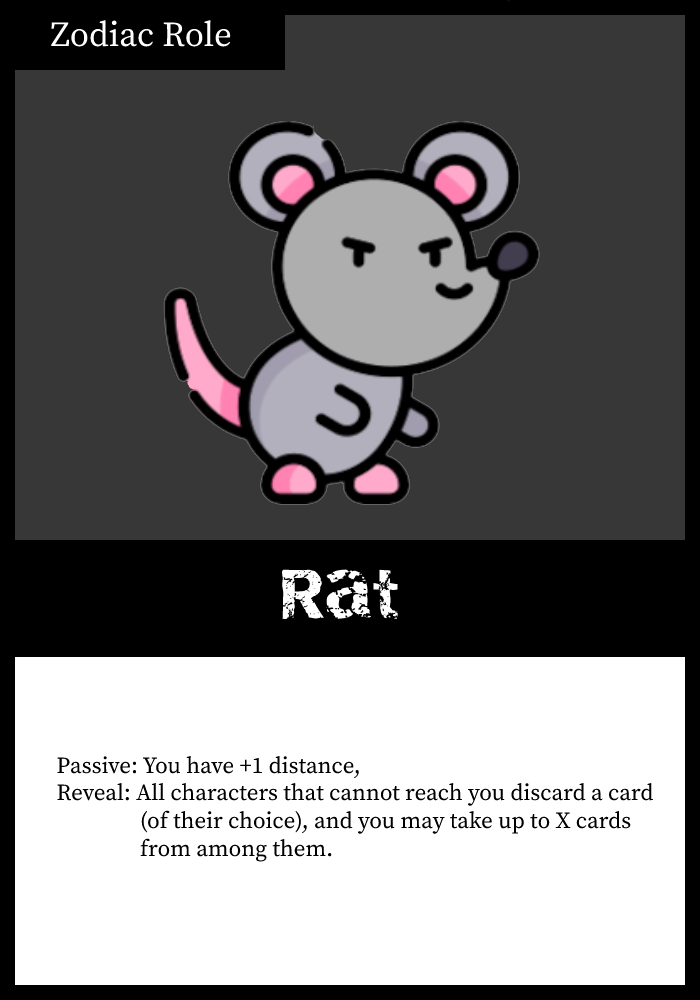 Zodiac Role
Rat
Passive: You have +1 distance,
Reveal: All characters that cannot reach you discard a card
(of their choice), and you may take up to X cards
from among them.